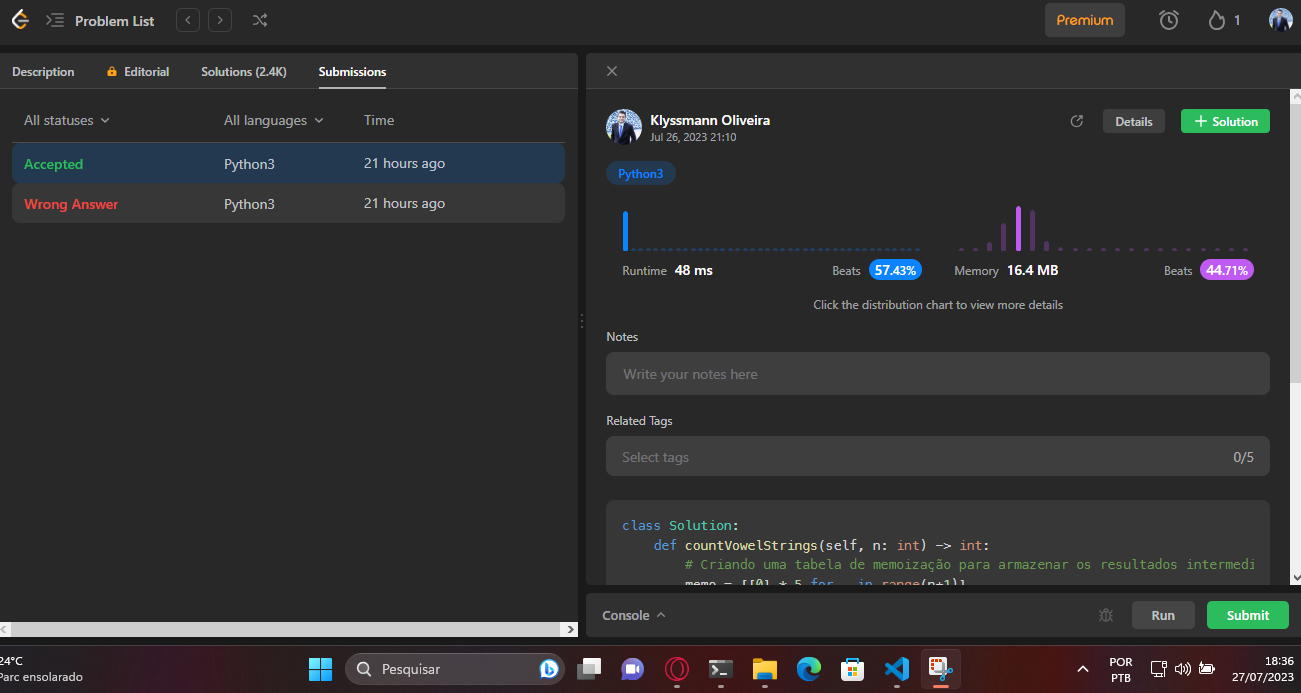 Problem List
Premium
1
Description
Editorial
Solutions (2.4K)
Submissions
All statuses
All languages
Time
Accepted
Python3
21 hours ago
Wrong Answer
Python3
21 hours ago
Klyssmann Oliveira
Jul 26, 2023 21:10
Details
+ Solution
Python3
Runtime 48 ms
Beats 57.43%
Memory 16.4 MB
Beats 44.71%
Click the distribution chart to view more details
Notes
Write your notes here
Related Tags
Select tags
0/5
class Solution:
def countVowelStrings(self, n: int) -> int:
# Criando uma tabela de memoização para armazenar os resultados intermedi
memo = [[0] * 5 for _ in range(n+1)]
Console
Run
Submit
24°C
Parc ensolarado
Pesquisar
POR
PTB
18:36
27/07/2023